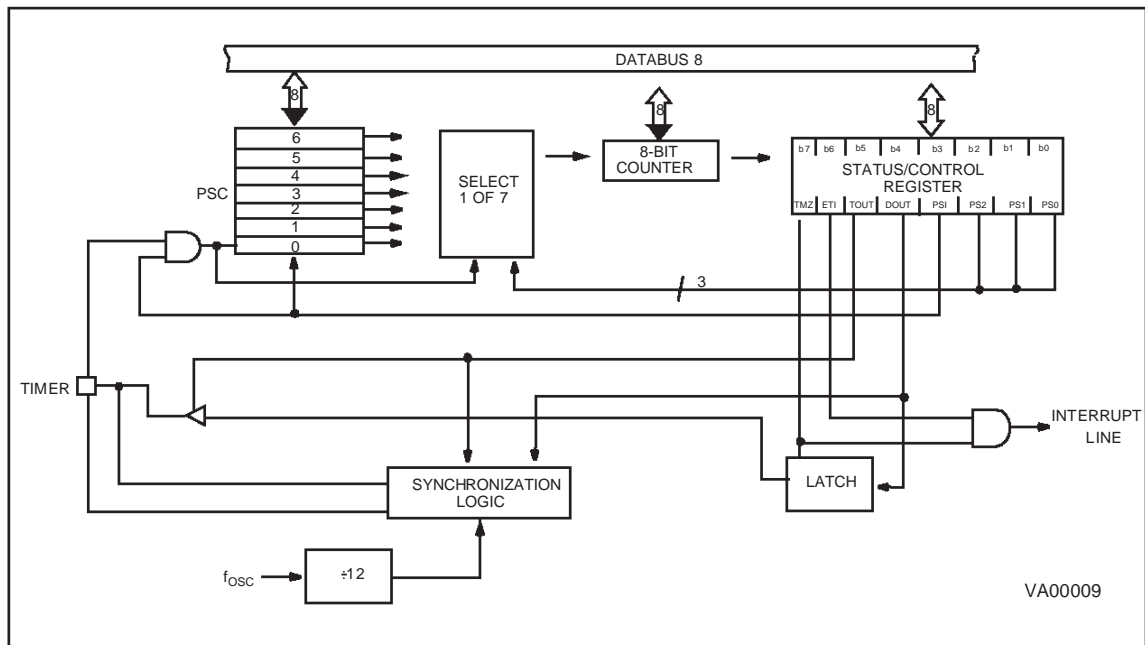 DATABUS 8
8
8
8
6
5
4
3
2
1
0
PSC
SELECT
1 OF 7
8-BIT
COUNTER
b7 b6 b5 b4 b3 b2 b1 b0
STATUS/CONTROL
REGISTER
TMZ ETI TOUT DOUT PSI PS2 PS1 PS0
3
TIMER
INTERRUPT
LINE
SYNCHRONIZATION
LOGIC
LATCH
fOSC
÷12
VA00009